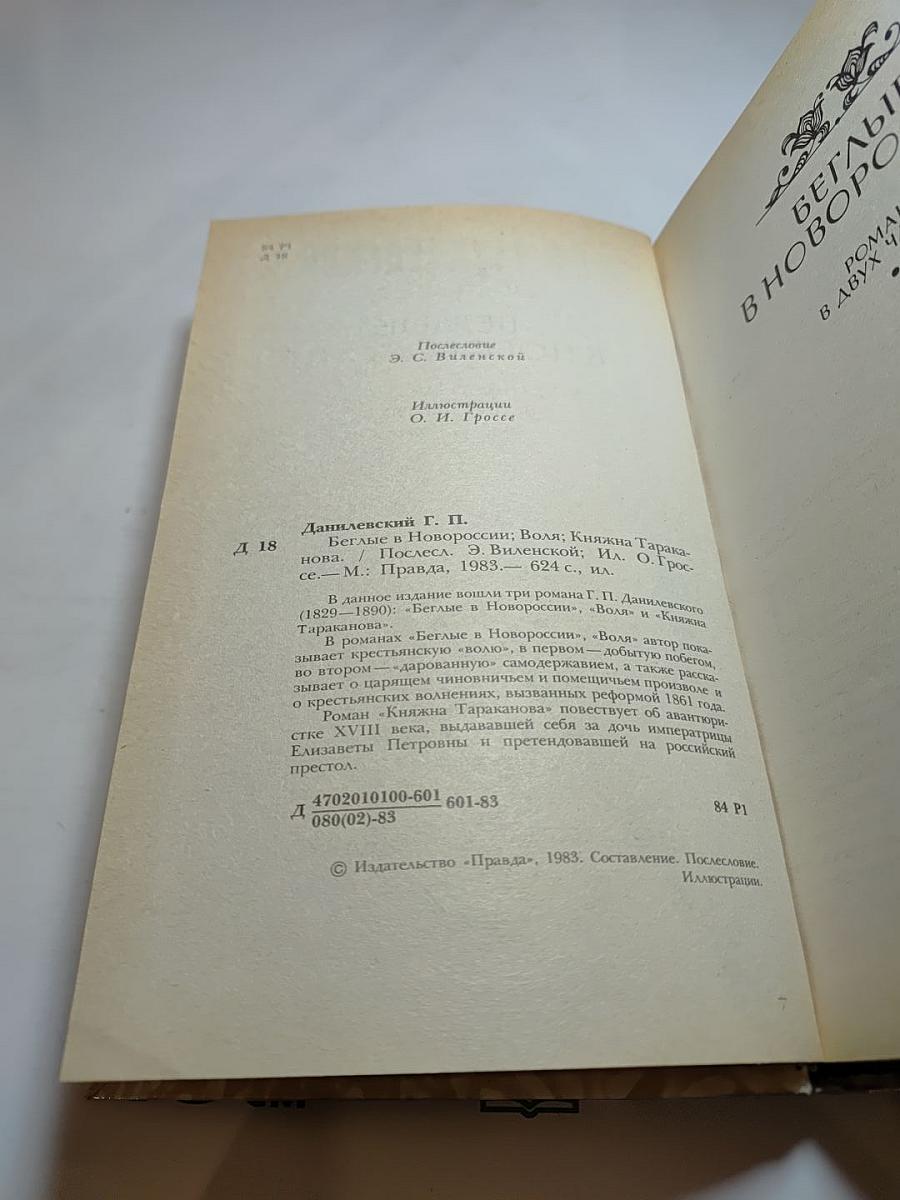 84 Р1
Д 18
Послесловие
Э. С. Виленской
Иллюстрации
О. И. Гроссе
Данилевский Г. П.
Д 18
Беглые в Новороссии; Воля; Княжна Тарака-
нова. / Послесл. Э. Виленской; Ил. О. Грос-
се.— М.: Правда, 1983.— 624 с., ил.
В данное издание вошли три романа Г. П. Данилевского
(1829—1890): «Беглые в Новороссии», «Воля» и «Княжна
Тараканова».
В романах «Беглые в Новороссии», «Воля» автор пока-
зывает крестьянскую «волю», в первом — добытую побегом,
во втором — «дарованную» самодержавием, а также расска-
зывает о царящем чиновничьем и помещичьем произволе и
о крестьянских волнениях, вызванных реформой 1861 года.
Роман «Княжна Тараканова» повествует об авантюри-
стке XVIII века, выдававшей себя за дочь императрицы
Елизаветы Петровны и претендовавшей на российский
престол.
Д 4702010100-601 601-83
080(02)-83
84 Р1
© Издательство «Правда», 1983. Составление. Послесловие.
Иллюстрации.
БЕГЛЫ
В НОВОРО
РОМАН
В ДВУХ Ч